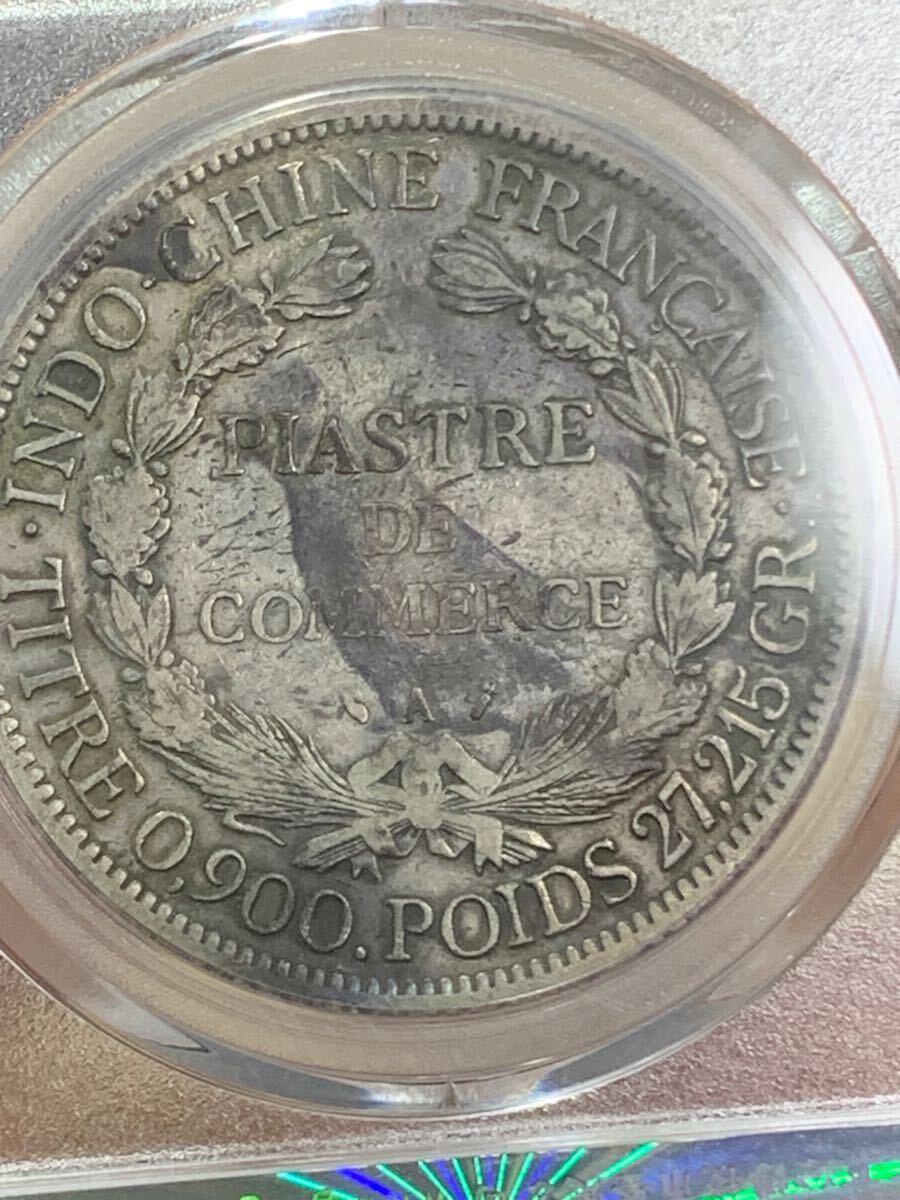 INDO-CHINE FRANÇAISE
PIASTRE
DE
COMMERCE
A
· TITRE 0,900. POIDS 27,215 GR ·